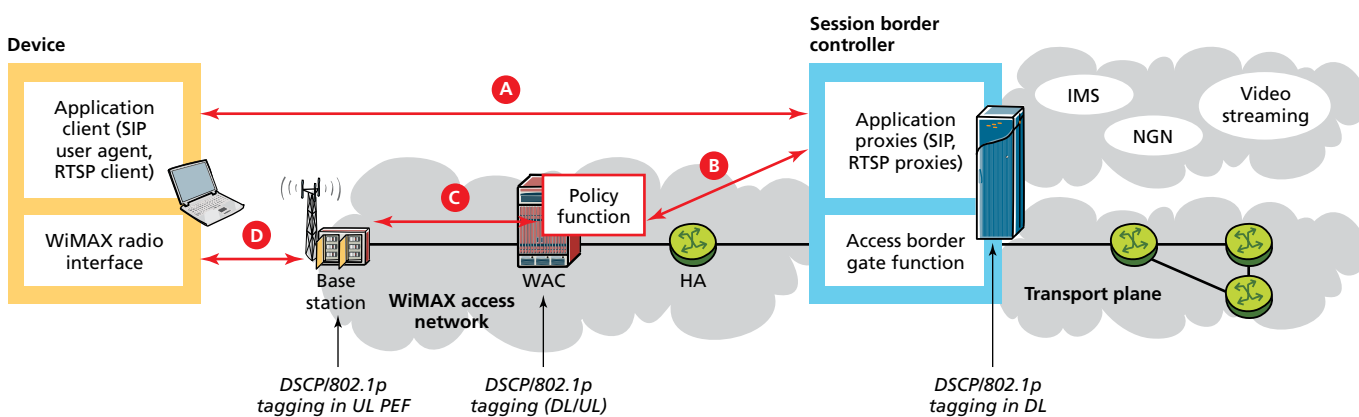 Device
Application
client (SIP
user agent,
RTSP client)
WiMAX radio
interface
A
B
C
D
Base
station
WiMAX access
network
WAC
Policy
function
HA
Session border
controller
Application
proxies (SIP,
RTSP proxies)
Access border
gate function
IMS
NGN
Video
streaming
Transport plane
DSCP/802.1p
tagging in UL PEF
DSCP/802.1p
tagging (DL/UL)
DSCP/802.1p
tagging in DL